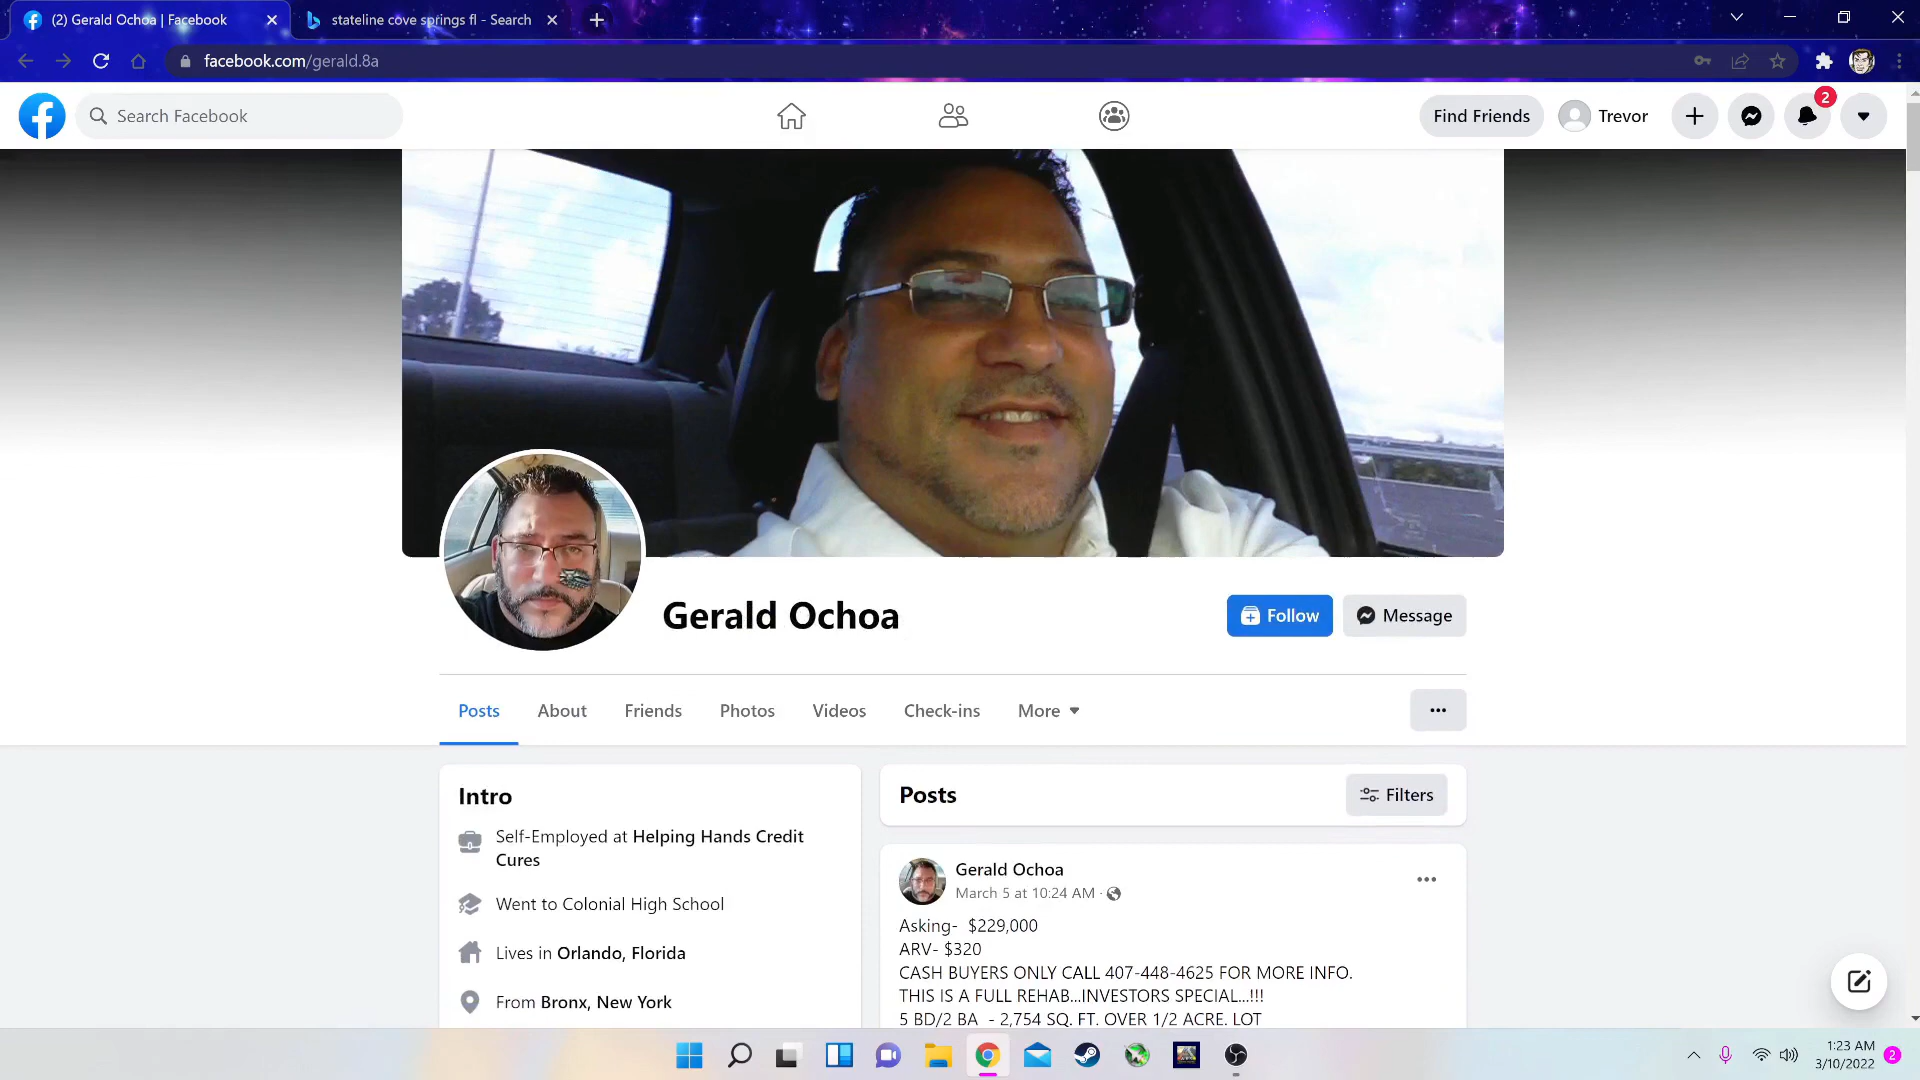 (2) Gerald Ochoa | Facebook
stateline cove springs fl - Search
facebook.com/gerald.8a
Search Facebook
Find Friends
Trevor
2
Gerald Ochoa
Follow
Message
Posts
About
Friends
Photos
Videos
Check-ins
More
Intro
Self-Employed at Helping Hands Credit
Cures
Went to Colonial High School
Lives in Orlando, Florida
From Bronx, New York
Posts
Filters
Gerald Ochoa
March 5 at 10:24 AM ·
Asking- $229,000
ARV- $320
CASH BUYERS ONLY CALL 407-448-4625 FOR MORE INFO.
THIS IS A FULL REHAB...INVESTORS SPECIAL...!!!
5 BD/2 BA - 2,754 SQ. FT. OVER 1/2 ACRE. LOT
1:23 AM
3/10/2022
2